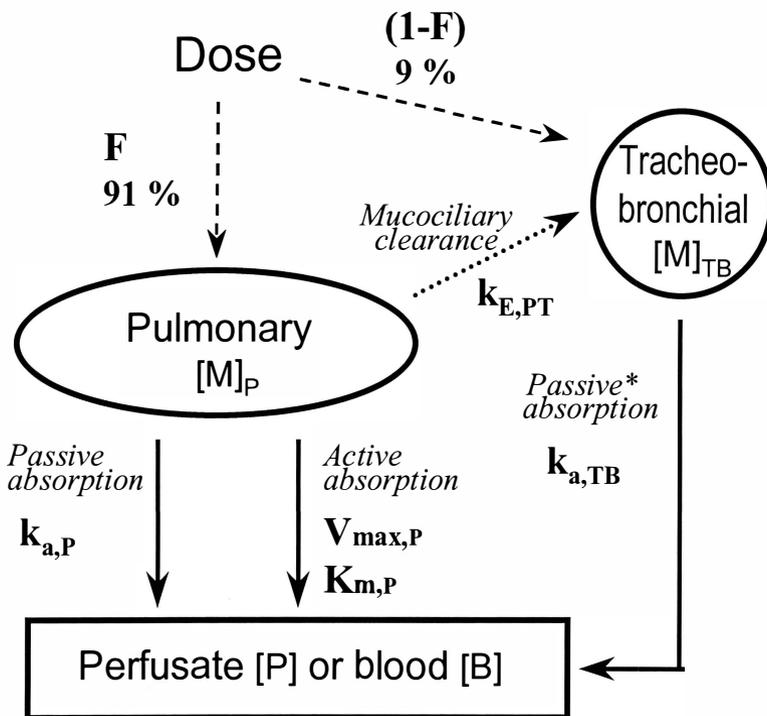 Dose
(1-F)
9 %
F
91 %
Tracheo-
bronchial
[M]TB
Mucociliary
clearance
kE,PT
Pulmonary
[M]P
Passive*
absorption
ka,TB
Passive
absorption
ka,P
Active
absorption
Vmax,P
Km,P
Perfusate [P] or blood [B]